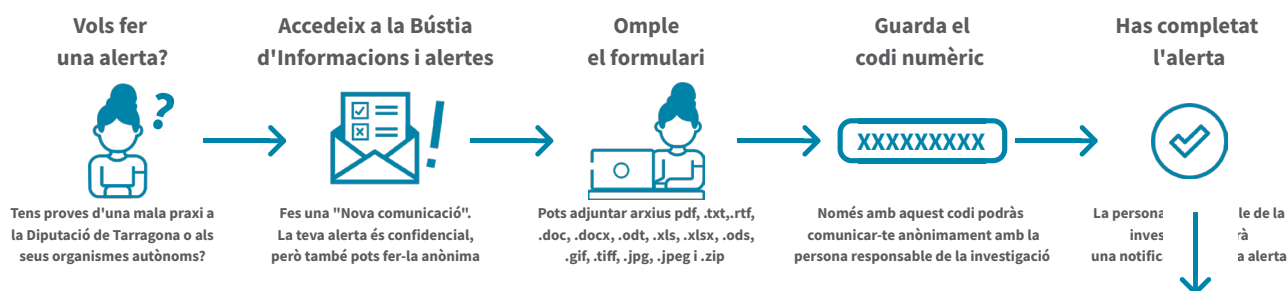 Vols fer
una alerta?
Tens proves d'una mala praxi a
la Diputació de Tarragona o als
seus organismes autònoms?
Accedeix a la Bústia
d'Informacions i alertes
Fes una "Nova comunicació".
La teva alerta és confidencial,
però també pots fer-la anònima
Omple
el formulari
Pots adjuntar arxius pdf, .txt,.rtf,
.doc, .docx, .odt, .xls, .xlsx, .ods,
.gif, .tiff, .jpg, .jpeg i .zip
Guarda el
codi numèric
XXXXXXXXX
Només amb aquest codi podràs
comunicar-te anònimament amb la
persona responsable de la investigació
Has completat
l'alerta
La persona de la
una alerta